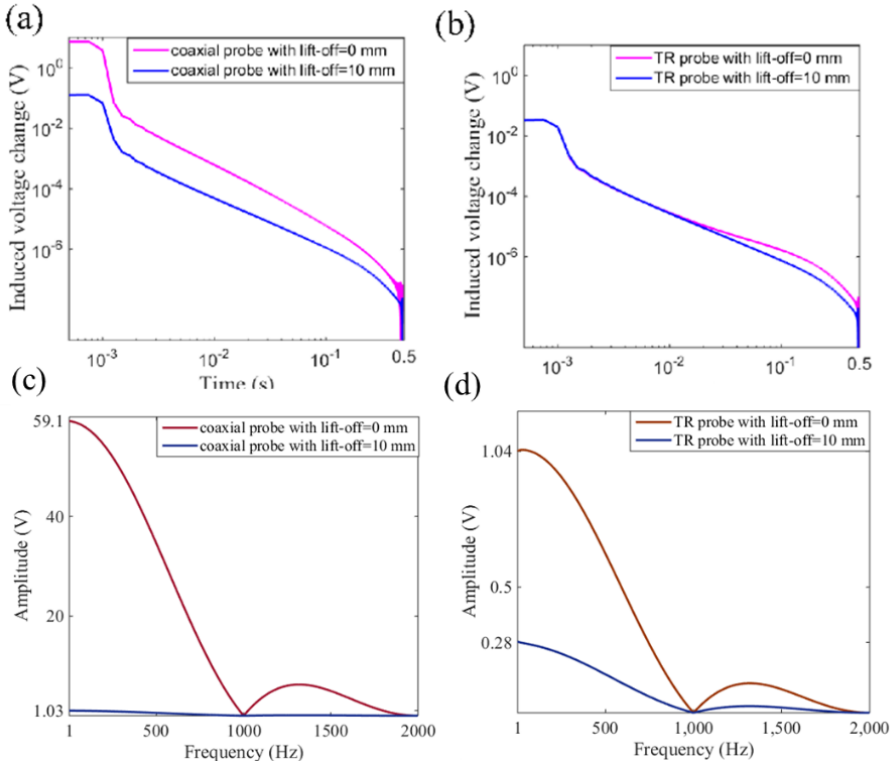 (a)
coaxial probe with lift-off=0 mm
coaxial probe with lift-off=10 mm
Induced voltage change (V)
10^0
10^-2
10^-4
10^-6
10^-3
10^-2
10^-1
0.5
Time (s)
(b)
TR probe with lift-off=0 mm
TR probe with lift-off=10 mm
Induced voltage change (V)
10^0
10^-2
10^-4
10^-6
10^-3
10^-2
10^-1
0.5
(c)
coaxial probe with lift-off=0 mm
coaxial probe with lift-off=10 mm
Amplitude (V)
59.1
40
20
1.03
1
500
1000
1500
2000
Frequency (Hz)
(d)
TR probe with lift-off=0 mm
TR probe with lift-off=10 mm
Amplitude (V)
1.04
0.5
0.28
1
500
1,000
1,500
2,000
Frequency (Hz)